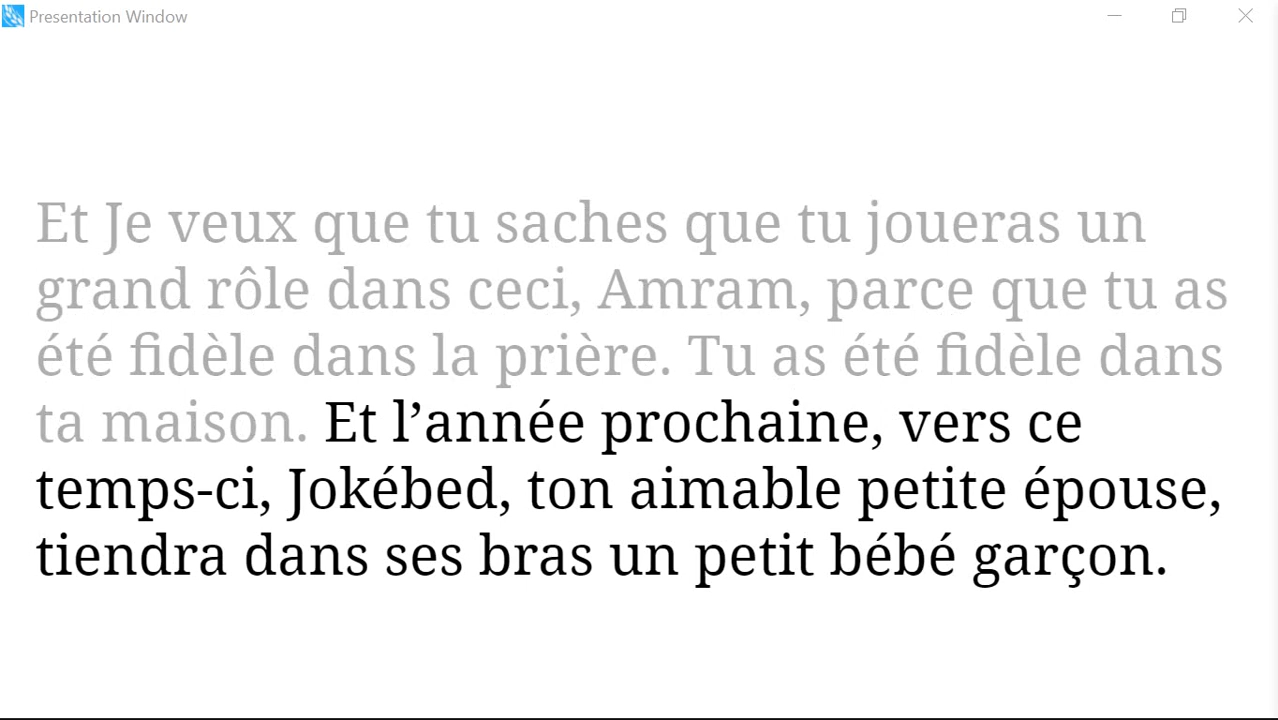 Presentation Window
Et Je veux que tu saches que tu joueras un
grand rôle dans ceci, Amram, parce que tu as
été fidèle dans la prière. Tu as été fidèle dans
ta maison. Et l’année prochaine, vers ce
temps-ci, Jokébed, ton aimable petite épouse,
tiendra dans ses bras un petit bébé garçon.